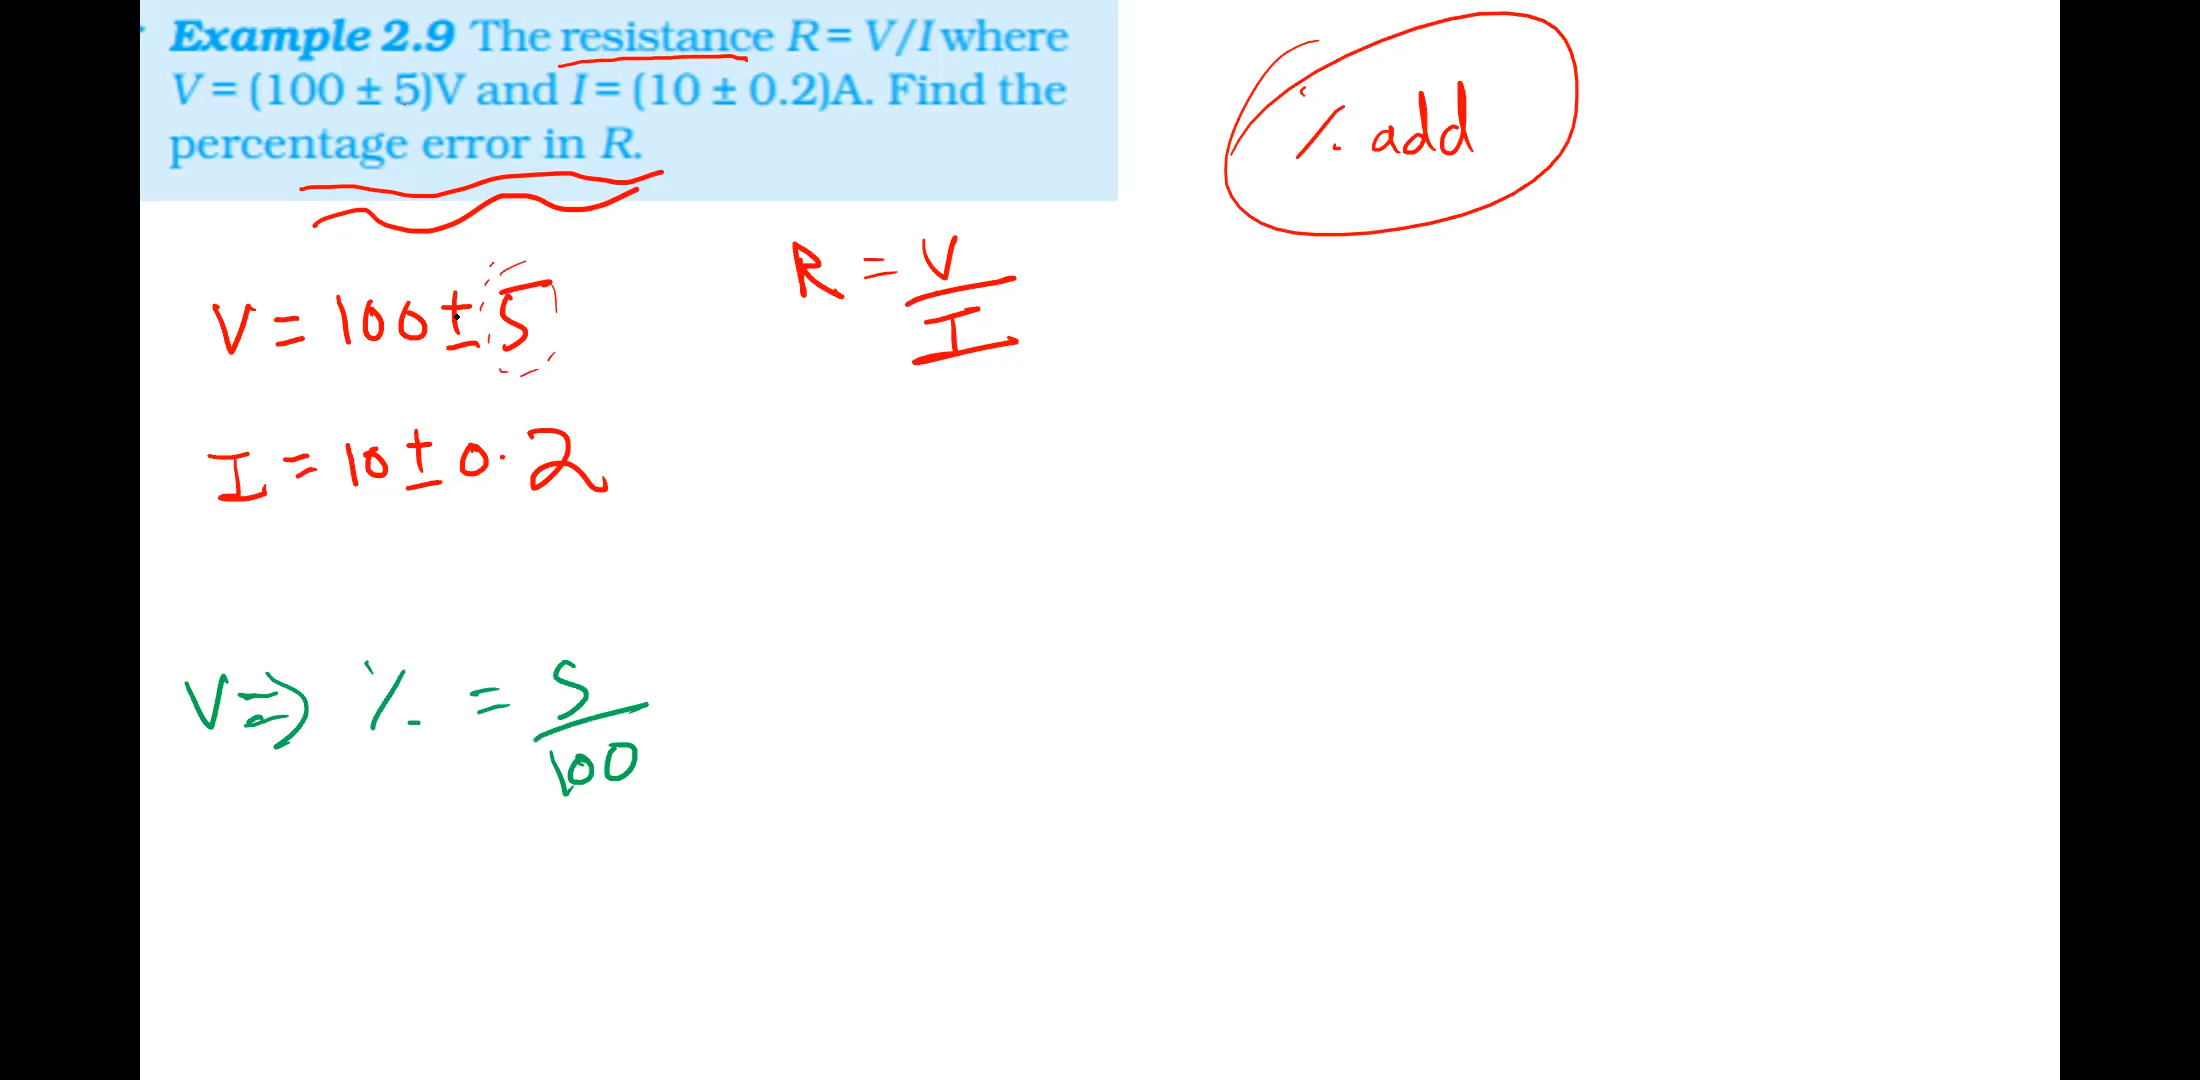 Example 2.9 The resistance R = V/I where
V = (100 ± 5)V and I = (10 ± 0.2)A. Find the
percentage error in R.
% add
V = 100 ± 5
R = V/I
I = 10 ± 0.2
V ⇒ % = 5/100